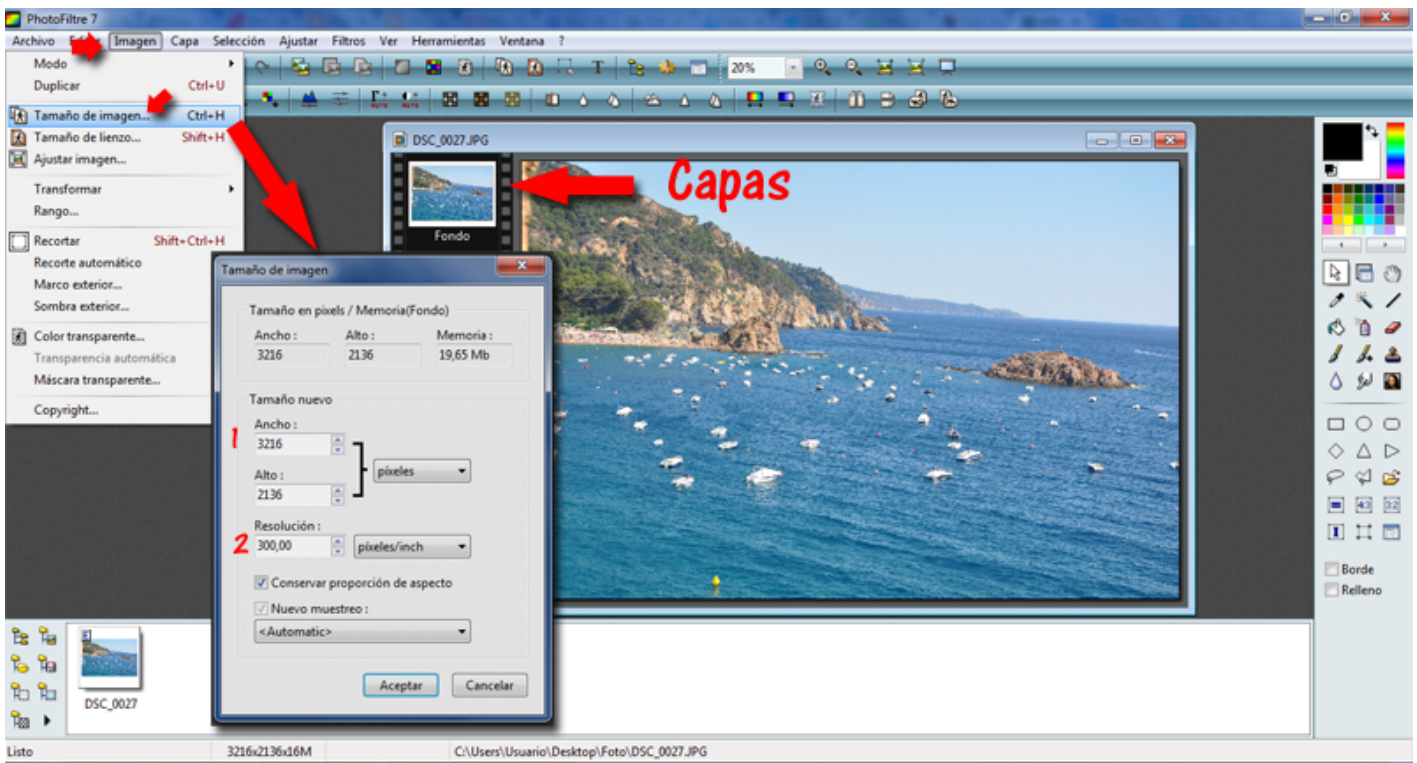 PhotoFiltre 7
Archivo Imagen Capa Selección Ajustar Filtros Ver Herramientas Ventana ?
Modo
Duplicar Ctrl+U
Tamaño de imagen... Ctrl+H
Tamaño de lienzo... Shift+H
Ajustar imagen...
Transformar
Rango...
Recortar Shift+Ctrl+H
Recorte automático
Marco exterior...
Sombra exterior...
Color transparente...
Transparencia automática
Máscara transparente...
Copyright...
20%
DSC_0027.JPG
Capas
Fondo
Tamaño de imagen
Tamaño en pixels / Memoria(Fondo)
Ancho : Alto : Memoria :
3216 2136 19,65 Mb
Tamaño nuevo
Ancho :
1 3216
píxeles
Alto :
2136
Resolución :
2 300,00 píxeles/inch
Conservar proporción de aspecto
Nuevo muestreo :
<Automatic>
Aceptar Cancelar
Borde
Relleno
DSC_0027
Listo 3216x2136x16M C:\Users\Usuario\Desktop\Foto\DSC_0027.JPG